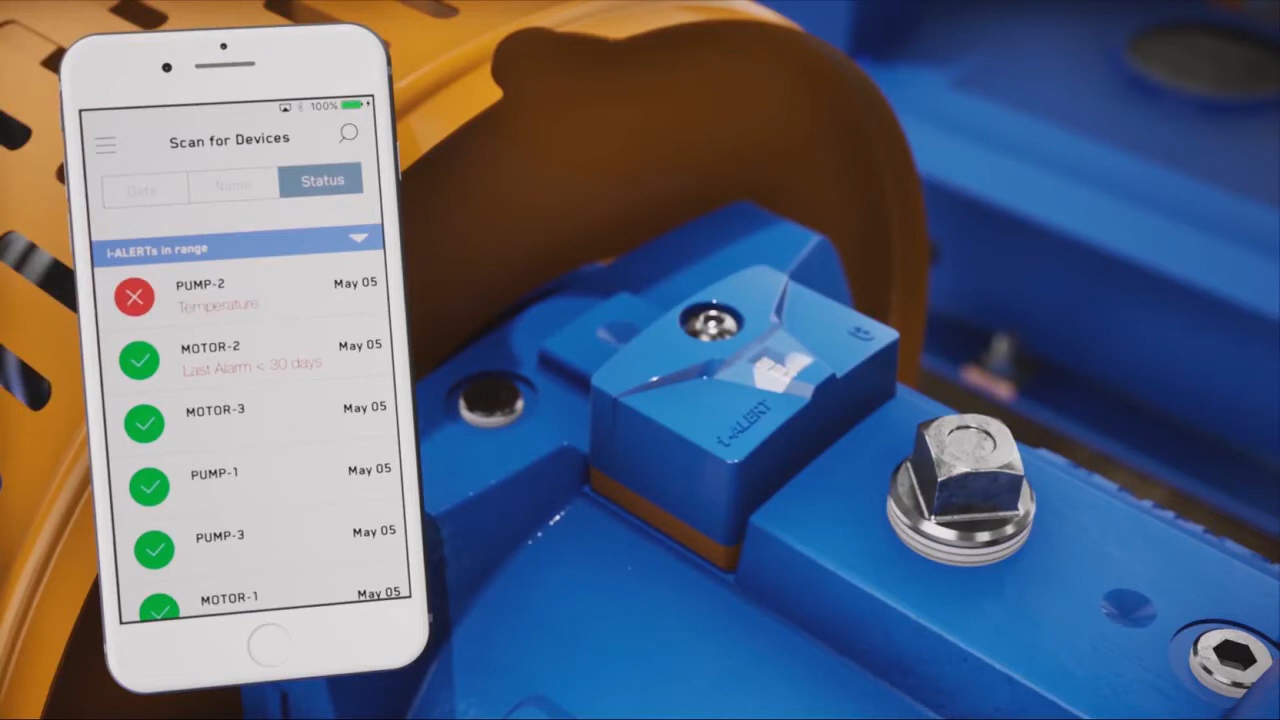 100%
Scan for Devices
Date Name Status
i-ALERTs in range
PUMP-2 May 05
Temperature
MOTOR-2 May 05
Last Alarm < 30 days
MOTOR-3 May 05
PUMP-1 May 05
PUMP-3 May 05
MOTOR-1 May 05
i-ALERT